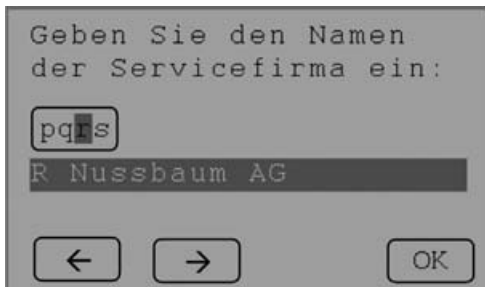 Geben Sie den Namen
der Servicefirma ein:
pqrs
R Nussbaum AG
← →
OK